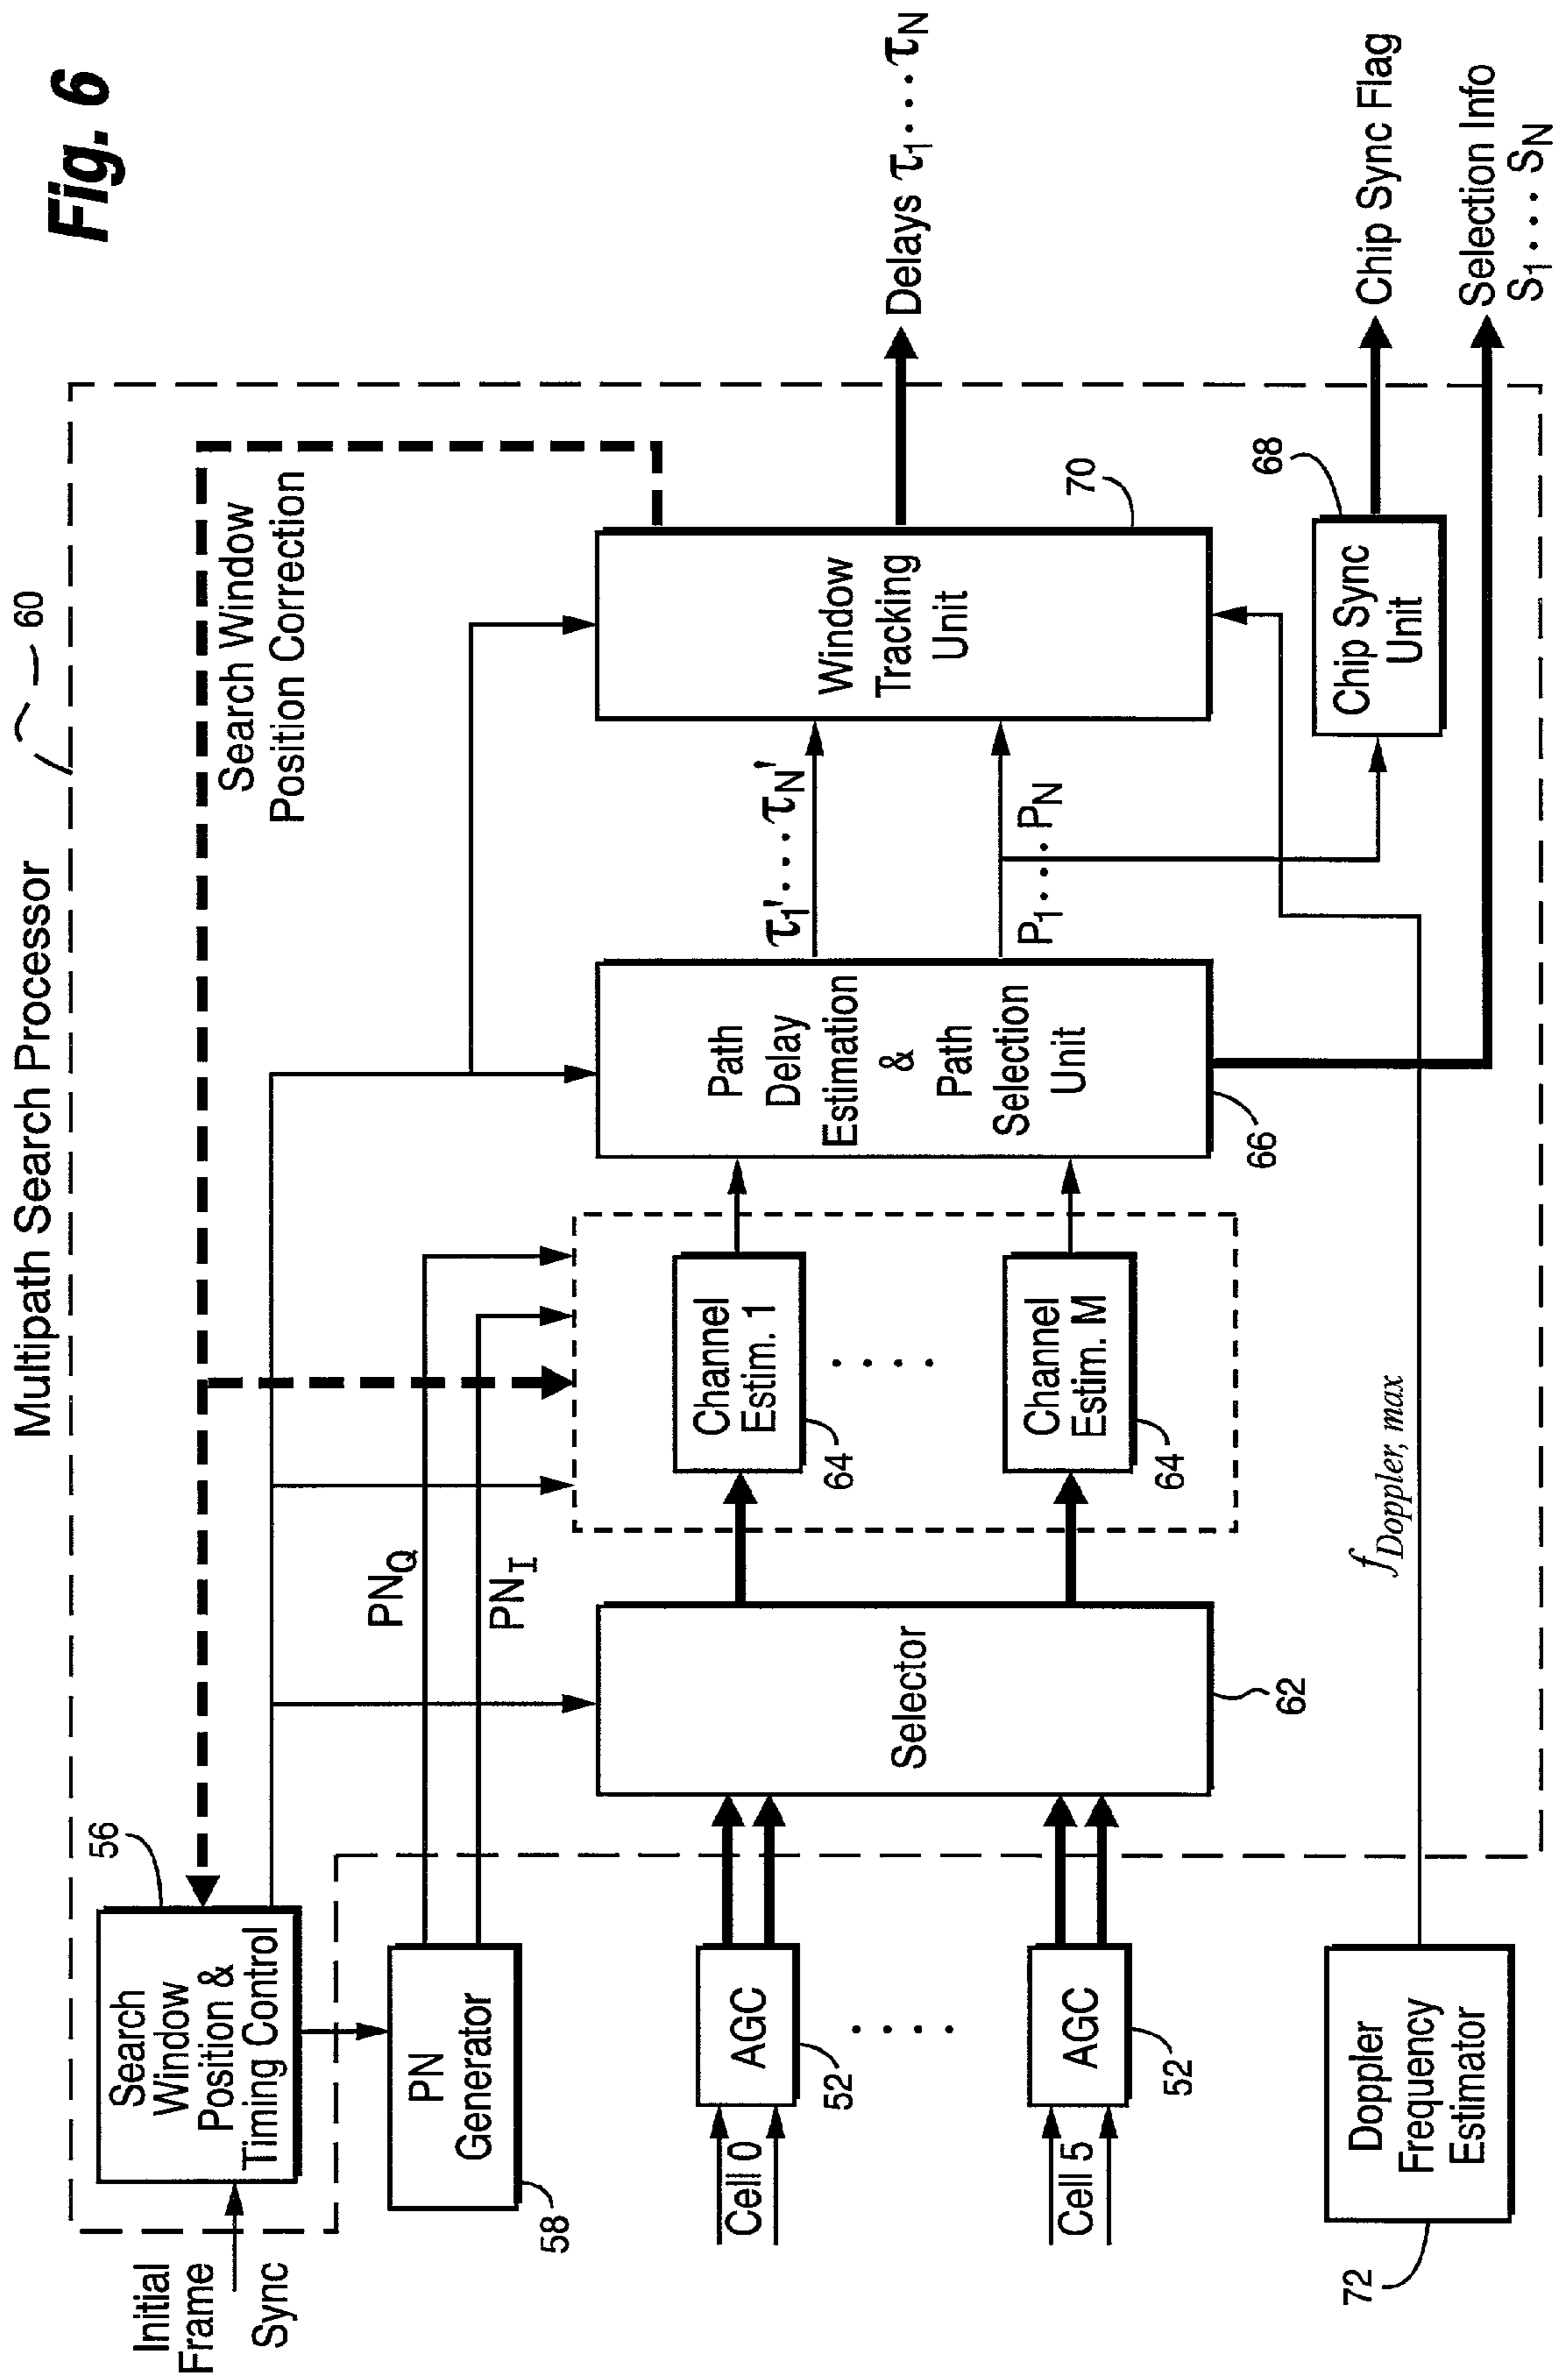 Fig. 6
Multipath Search Processor
60
Search Window
Position Correction
Initial
Frame
Sync
Search
Window
Position &
Timing Control
56
PN
Generator
58
PNQ
PNI
Cell 0
AGC
52
. . . .
Cell 5
AGC
52
Selector
62
Channel
Estim. 1
64
. . . .
Channel
Estim. M
64
Path
Delay
Estimation
&
Path
Selection
Unit
66
τ1' . . . τN'
P1 . . . PN
Window
Tracking
Unit
70
Chip Sync
Unit
68
Doppler
Frequency
Estimator
72
fDoppler, max
Delays τ1 . . . τN
Chip Sync Flag
Selection Info
S1 . . . SN